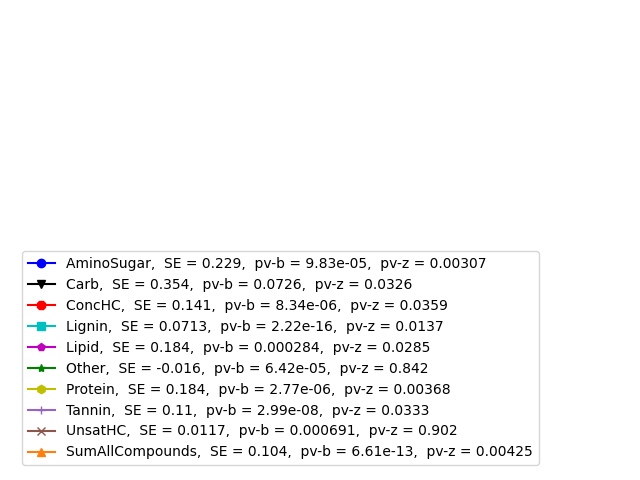 AminoSugar,  SE = 0.229,  pv-b = 9.83e-05,  pv-z = 0.00307
Carb,  SE = 0.354,  pv-b = 0.0726,  pv-z = 0.0326
ConcHC,  SE = 0.141,  pv-b = 8.34e-06,  pv-z = 0.0359
Lignin,  SE = 0.0713,  pv-b = 2.22e-16,  pv-z = 0.0137
Lipid,  SE = 0.184,  pv-b = 0.000284,  pv-z = 0.0285
Other,  SE = -0.016,  pv-b = 6.42e-05,  pv-z = 0.842
Protein,  SE = 0.184,  pv-b = 2.77e-06,  pv-z = 0.00368
Tannin,  SE = 0.11,  pv-b = 2.99e-08,  pv-z = 0.0333
UnsatHC,  SE = 0.0117,  pv-b = 0.000691,  pv-z = 0.902
SumAllCompounds,  SE = 0.104,  pv-b = 6.61e-13,  pv-z = 0.00425